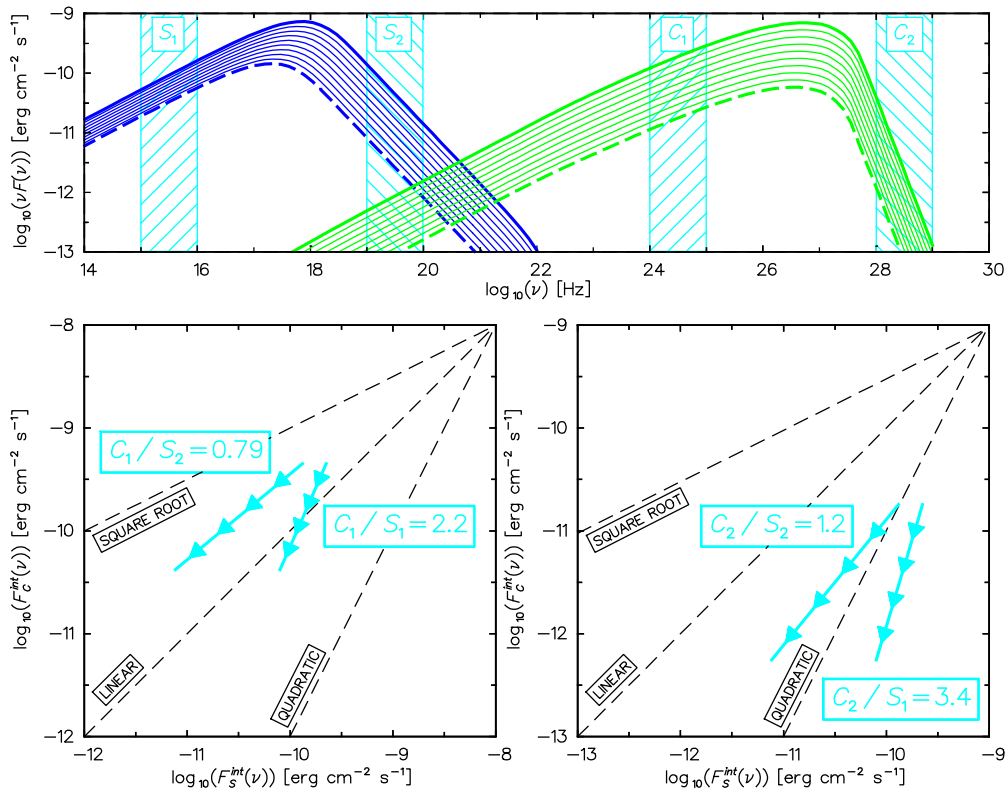 S₁ S₂ C₁ C₂
log₁₀(νF(ν)) [erg cm⁻² s⁻¹]
−9
−10
−11
−12
−13
14 16 18 20 22 24 26 28 30
log₁₀(ν) [Hz]
log₁₀(F_C^int(ν)) [erg cm⁻² s⁻¹]
−8
−9
−10
−11
−12
C₁ / S₂ = 0.79
SQUARE ROOT
C₁ / S₁ = 2.2
LINEAR
QUADRATIC
−12 −11 −10 −9 −8
log₁₀(F_S^int(ν)) [erg cm⁻² s⁻¹]
log₁₀(F_C^int(ν)) [erg cm⁻² s⁻¹]
−9
−10
−11
−12
−13
SQUARE ROOT
C₂ / S₂ = 1.2
LINEAR
QUADRATIC
C₂ / S₁ = 3.4
−13 −12 −11 −10 −9
log₁₀(F_S^int(ν)) [erg cm⁻² s⁻¹]